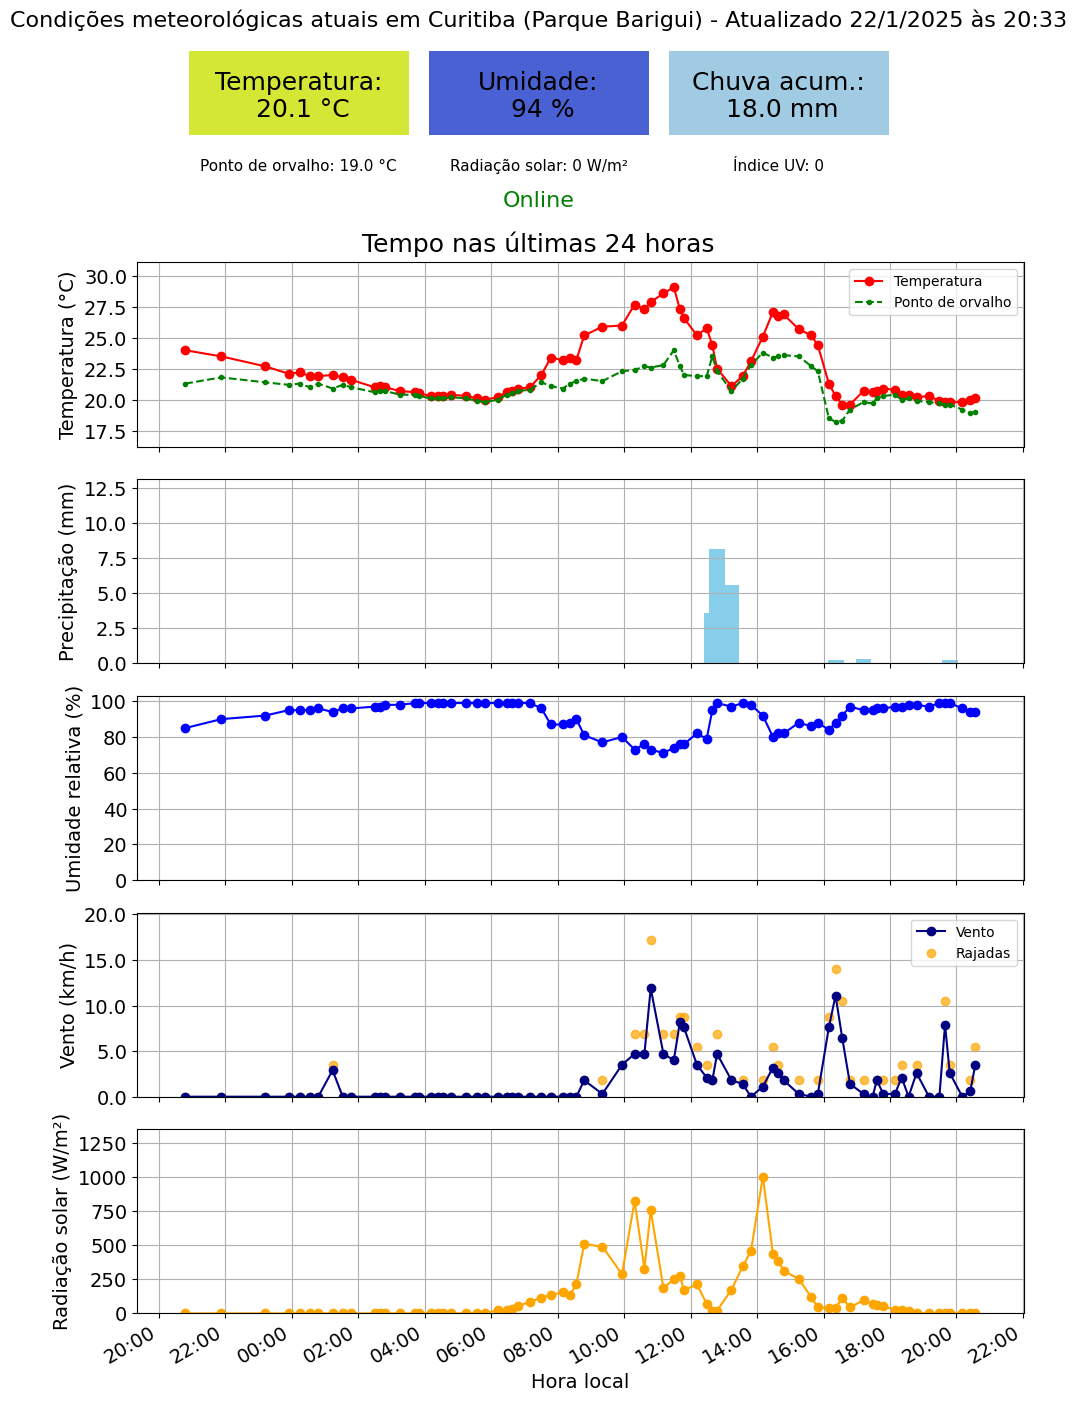 Condições meteorológicas atuais em Curitiba (Parque Barigui) - Atualizado 22/1/2025 às 20:33
Temperatura:
20.1 °C
Umidade:
94 %
Chuva acum.:
18.0 mm
Ponto de orvalho: 19.0 °C
Radiação solar: 0 W/m²
Índice UV: 0
Online
Tempo nas últimas 24 horas
Temperatura (°C)
30.0
27.5
25.0
22.5
20.0
17.5
Temperatura
Ponto de orvalho
Precipitação (mm)
12.5
10.0
7.5
5.0
2.5
0.0
Umidade relativa (%)
100
80
60
40
20
0
Vento (km/h)
20.0
15.0
10.0
5.0
0.0
Vento
Rajadas
Radiação solar (W/m²)
1250
1000
750
500
250
0
20:00
22:00
00:00
02:00
04:00
06:00
08:00
10:00
12:00
14:00
16:00
18:00
20:00
22:00
Hora local